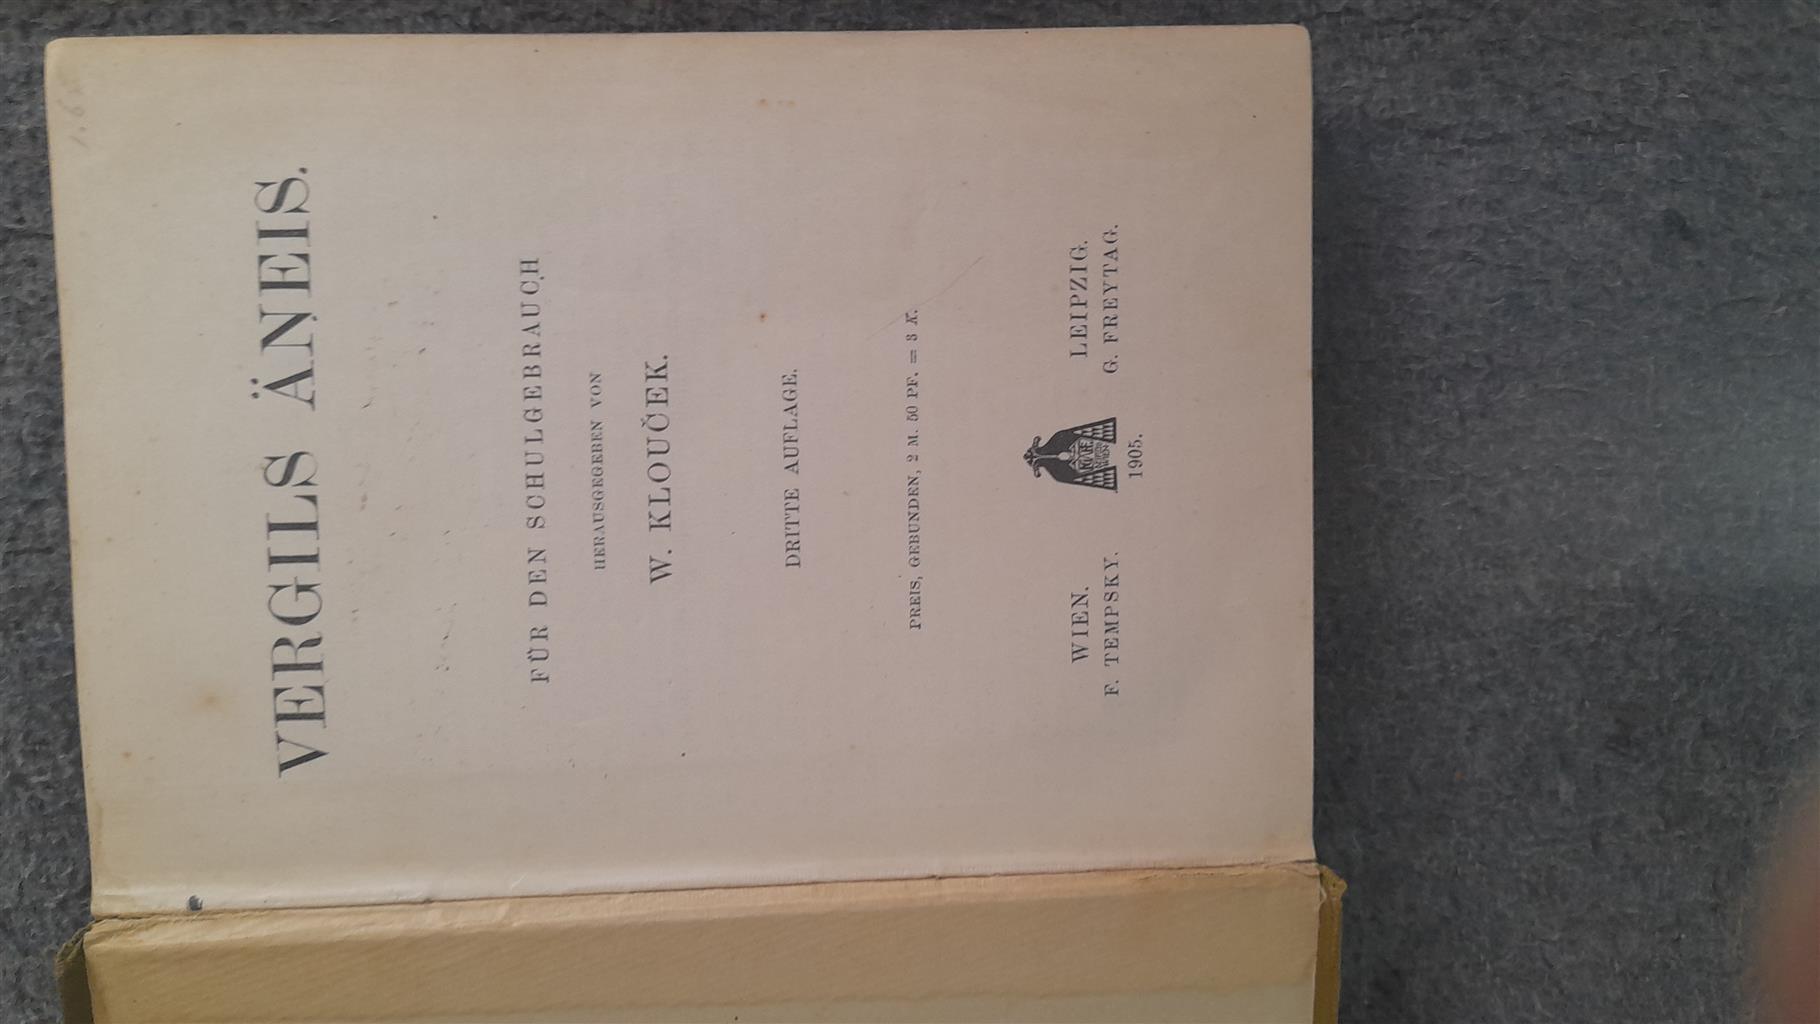 VERGILS ÄNEIS.
FÜR DEN SCHULGEBRAUCH
HERAUSGEGEBEN VON
W. KLOUČEK.
DRITTE AUFLAGE.
PREIS, GEBUNDEN, 2 M. 50 PF. = 3 K.
WIEN.
F. TEMPSKY.
LEIPZIG.
G. FREYTAG.
1905.